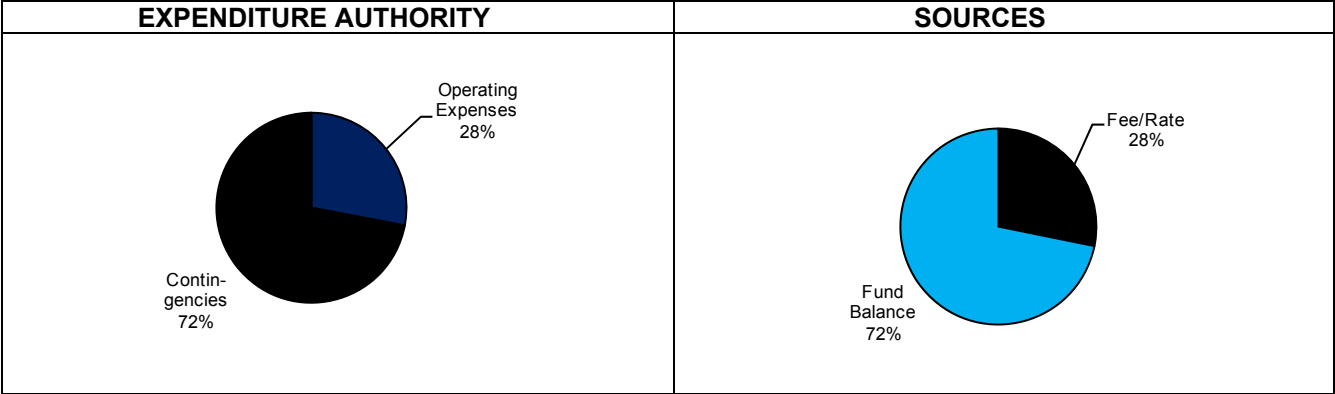 EXPENDITURE AUTHORITY
Operating
Expenses
28%
Contin-
gencies
72%
SOURCES
Fee/Rate
28%
Fund
Balance
72%